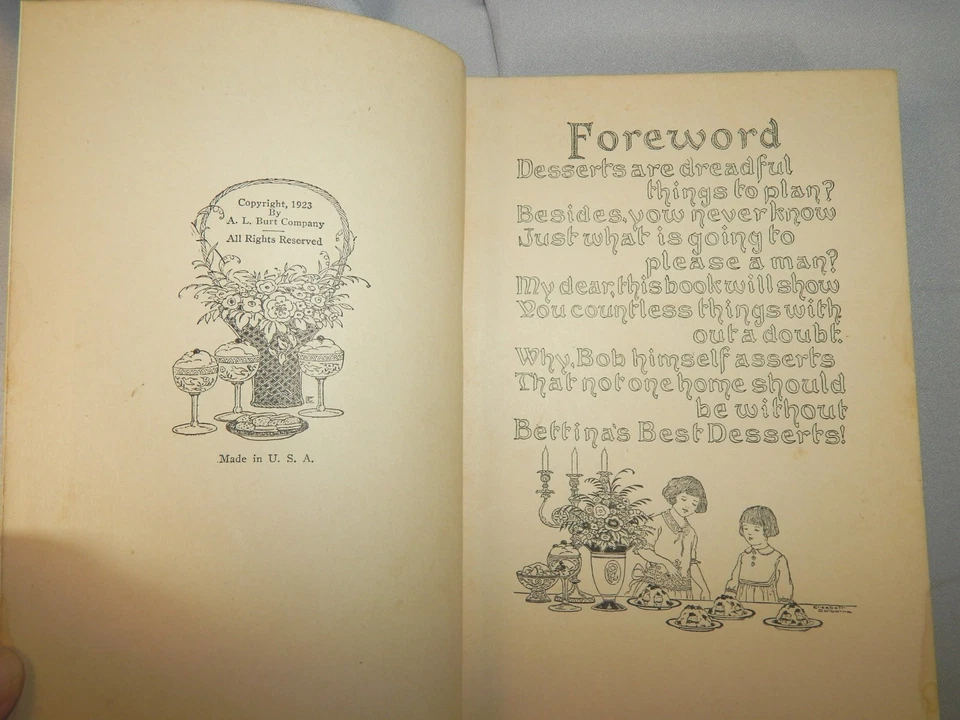 Copyright, 1923
By
A. L. Burt Company
All Rights Reserved
Made in U. S. A.
Foreword
Desserts are dreadful
things to plan?
Besides, yow never know
Just what is going to
please a man?
My dear, this book will show
You countless things with
out a doubt.
Why, Bob himself asserts
That not one home should
be without
Bettina's Best Desserts!
Elizabeth